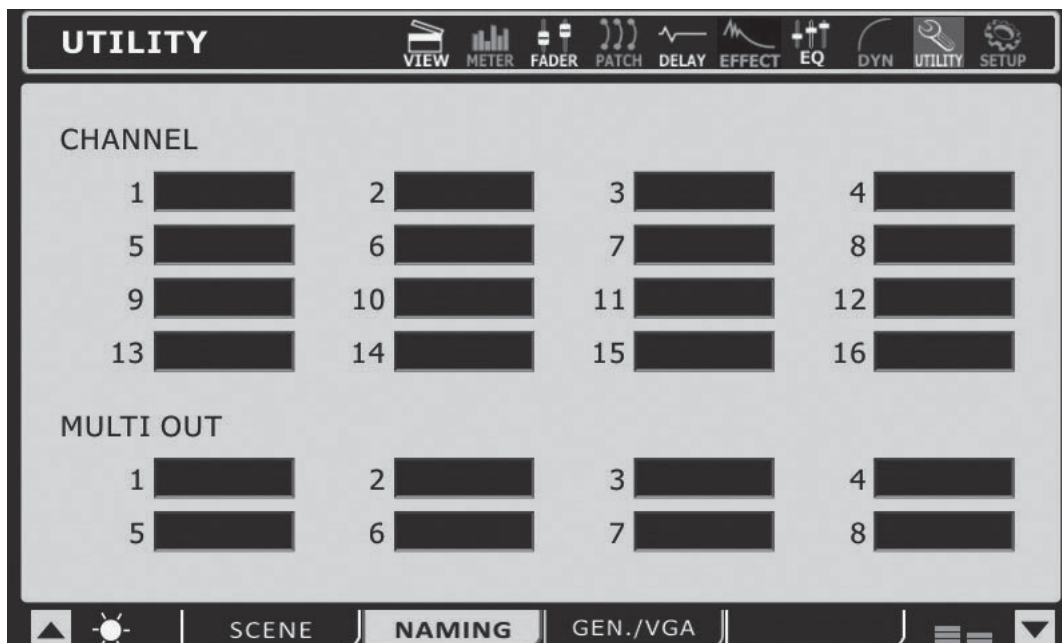 UTILITY
VIEW METER FADER PATCH DELAY EFFECT EQ DYN UTILITY SETUP
CHANNEL
1 2 3 4
5 6 7 8
9 10 11 12
13 14 15 16
MULTI OUT
1 2 3 4
5 6 7 8
SCENE NAMING GEN./VGA